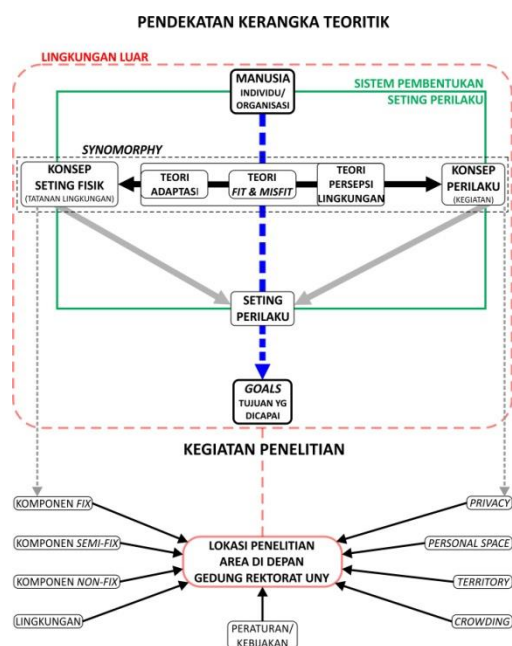 PENDEKATAN KERANGKA TEORITIK
LINGKUNGAN LUAR
MANUSIA
INDIVIDU/
ORGANISASI
SISTEM PEMBENTUKAN
SETING PERILAKU
SYNOMORPHY
KONSEP
SETING FISIK
(TATANAN LINGKUNGAN)
TEORI
ADAPTASI
TEORI
FIT & MISFIT
TEORI
PERSEPSI
LINGKUNGAN
KONSEP
PERILAKU
(KEGIATAN)
SETING
PERILAKU
GOALS
TUJUAN YG
DICAPAI
KEGIATAN PENELITIAN
KOMPONEN FIX
KOMPONEN SEMI-FIX
KOMPONEN NON-FIX
LINGKUNGAN
LOKASI PENELITIAN
AREA DI DEPAN
GEDUNG REKTORAT UNY
PERATURAN/
KEBIJAKAN
PRIVACY
PERSONAL SPACE
TERRITORY
CROWDING